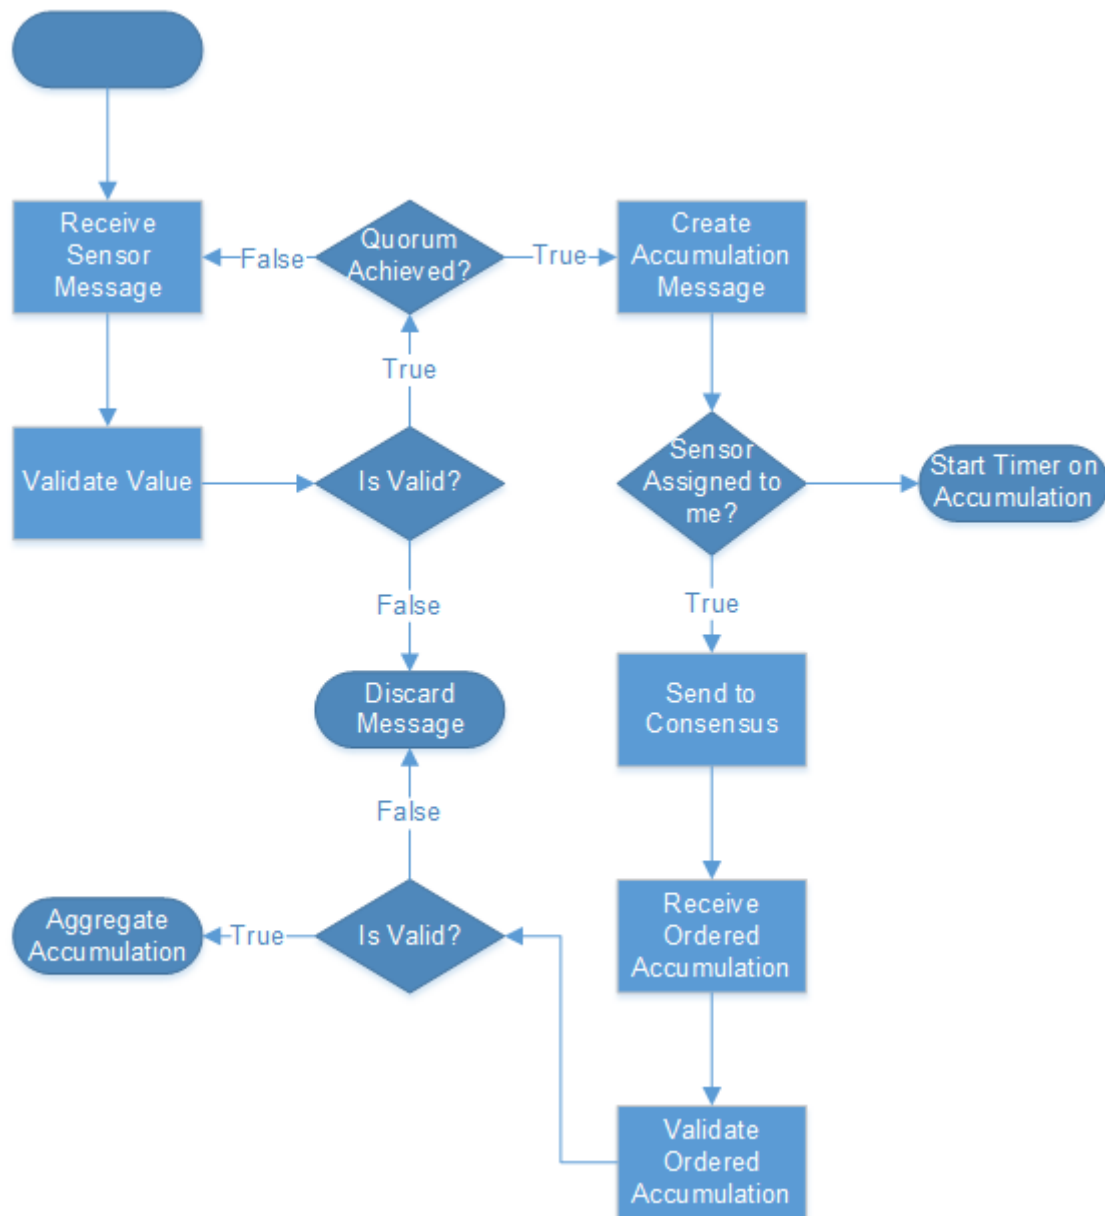 Receive
Sensor
Message
False
Quorum
Achieved?
True
Create
Accumulation
Message
True
Validate Value
Is Valid?
Sensor
Assigned to
me?
Start Timer on
Accumulation
False
True
Discard
Message
Send to
Consensus
False
Aggregate
Accumulation
True
Is Valid?
Receive
Ordered
Accumulation
Validate
Ordered
Accumulation